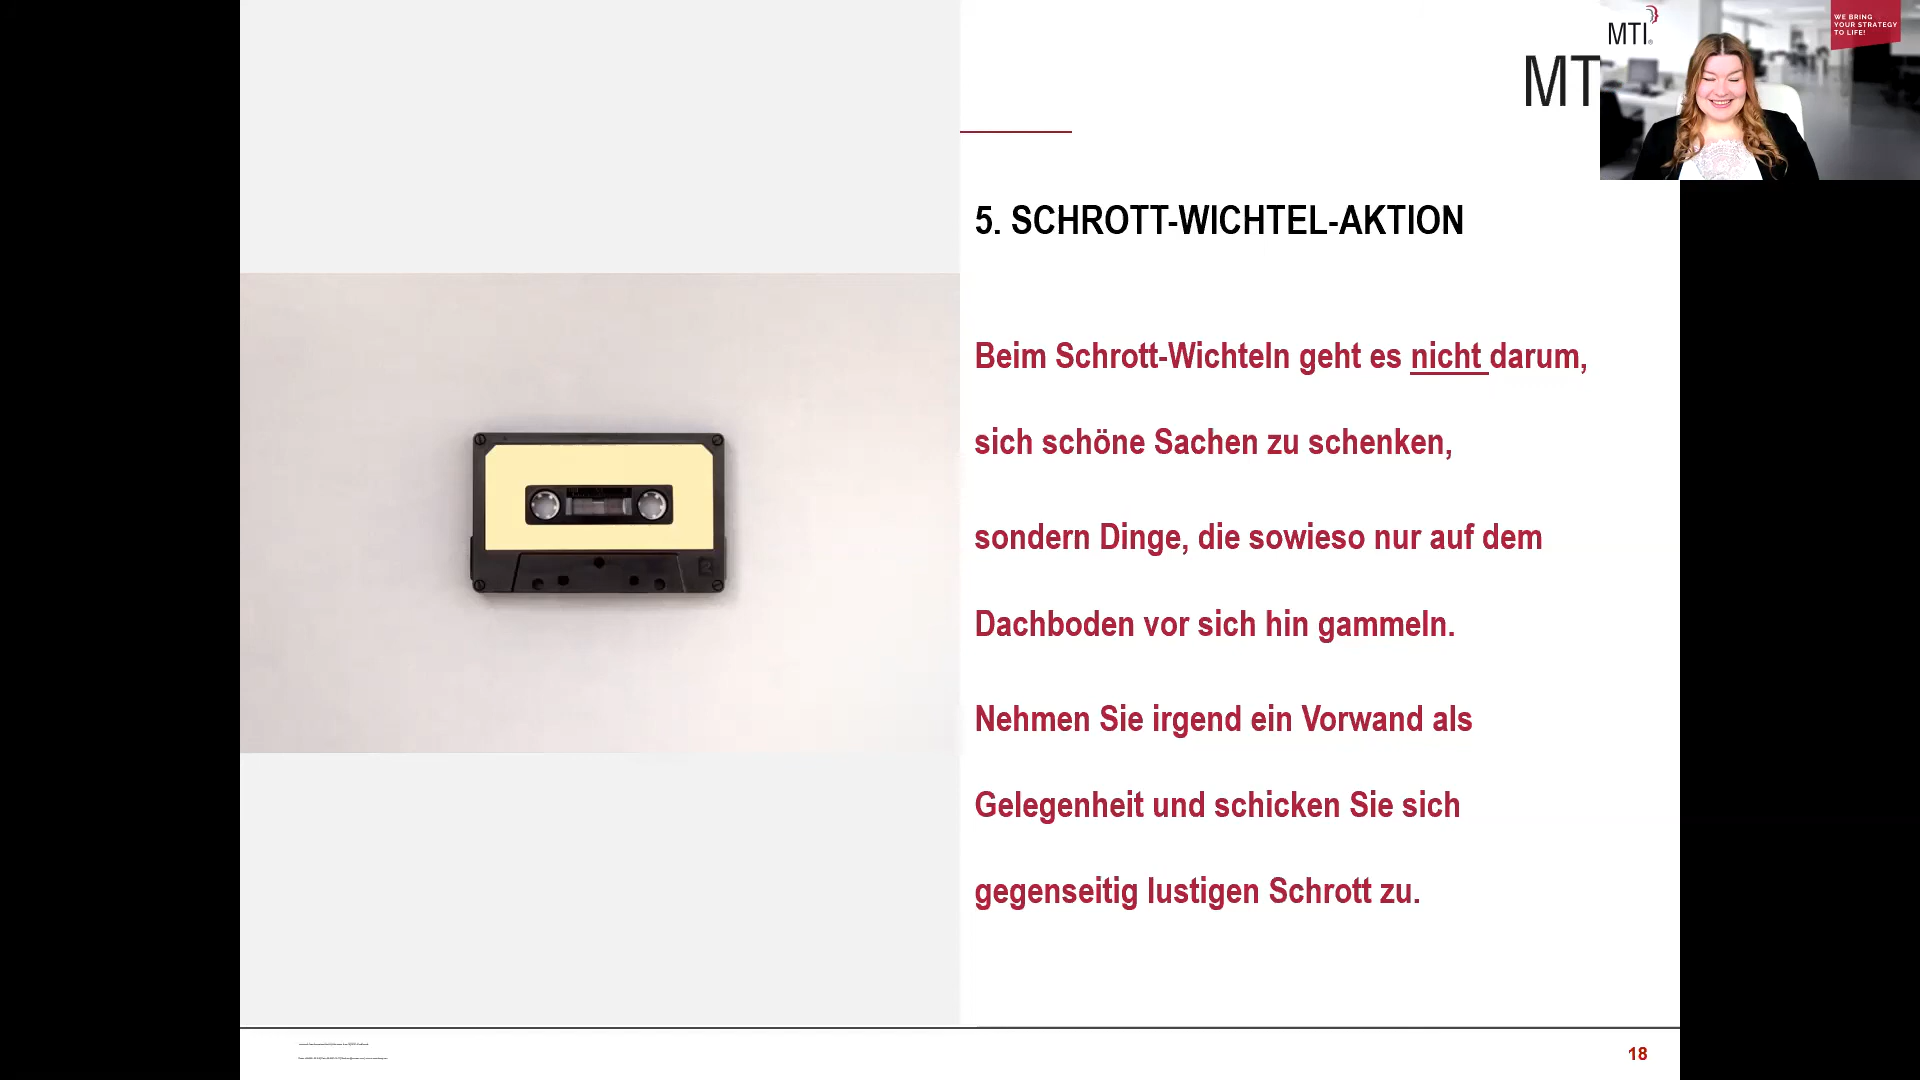 MTI
WE BRING
YOUR STRATEGY
TO LIFE!
MT
5. SCHROTT-WICHTEL-AKTION
Beim Schrott-Wichteln geht es nicht darum,
sich schöne Sachen zu schenken,
sondern Dinge, die sowieso nur auf dem
Dachboden vor sich hin gammeln.
Nehmen Sie irgend ein Vorwand als
Gelegenheit und schicken Sie sich
gegenseitig lustigen Schrott zu.
2
18